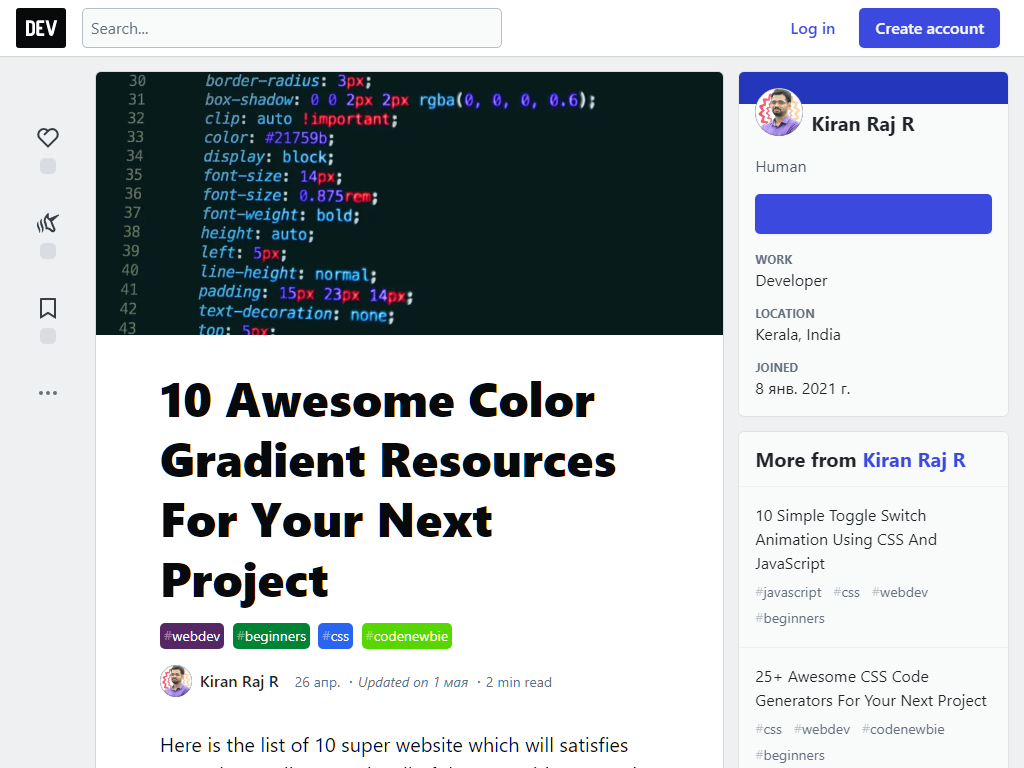 DEV
Search...
Log in
Create account
30 border-radius: 3px;
31 box-shadow: 0 0 2px 2px rgba(0, 0, 0, 0.6);
32 clip: auto !important;
33 color: #21759b;
34 display: block;
35 font-size: 14px;
36 font-size: 0.875rem;
37 font-weight: bold;
38 height: auto;
39 left: 5px;
40 line-height: normal;
41 padding: 15px 23px 14px;
42 text-decoration: none;
43 top: 5px;
10 Awesome Color
Gradient Resources
For Your Next
Project
#webdev #beginners #css #codenewbie
Kiran Raj R 26 апр. · Updated on 1 мая · 2 min read
Here is the list of 10 super website which will satisfies
Kiran Raj R
Human
WORK
Developer
LOCATION
Kerala, India
JOINED
8 янв. 2021 г.
More from Kiran Raj R
10 Simple Toggle Switch
Animation Using CSS And
JavaScript
#javascript #css #webdev
#beginners
25+ Awesome CSS Code
Generators For Your Next Project
#css #webdev #codenewbie
#beginners